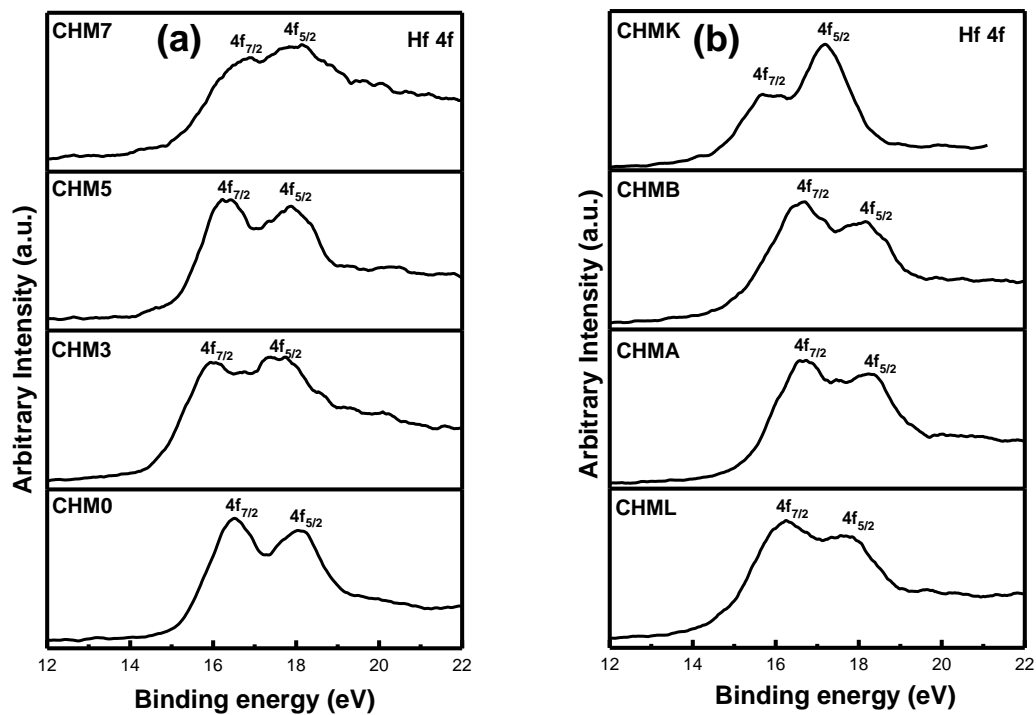 (a)
CHM7
4f7/2
4f5/2
Hf 4f
CHM5
4f7/2
4f5/2
CHM3
4f7/2
4f5/2
CHM0
4f7/2
4f5/2
12 14 16 18 20 22
Binding energy (eV)
Arbitrary Intensity (a.u.)
(b)
CHMK
4f7/2
4f5/2
Hf 4f
CHMB
4f7/2
4f5/2
CHMA
4f7/2
4f5/2
CHML
4f7/2
4f5/2
12 14 16 18 20 22
Binding energy (eV)
Arbitrary Intensity (a.u.)